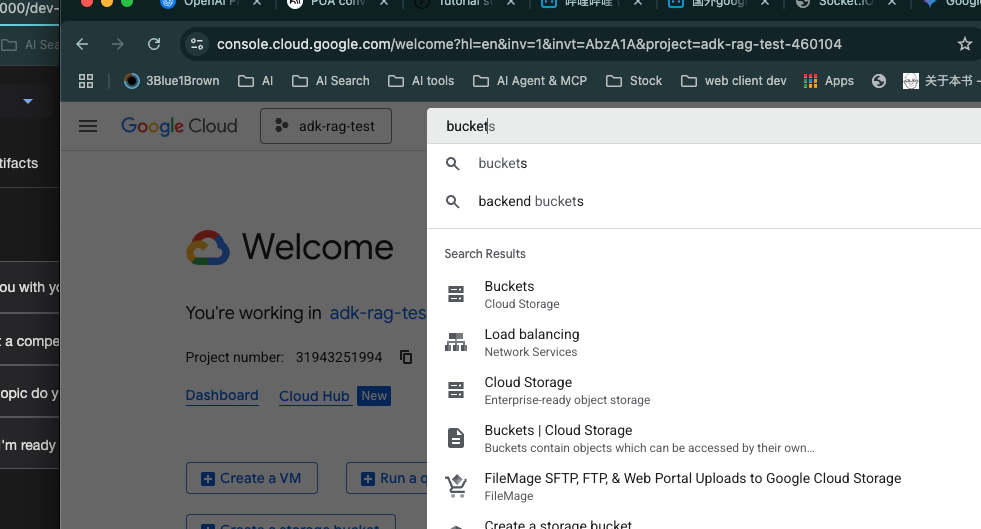 000/dev-
OpenAI P
PUA conv
Tutorial s
哔哩哔哩
国外goog
Socket.IO
Google
console.cloud.google.com/welcome?hl=en&inv=1&invt=AbzA1A&project=adk-rag-test-460104
AI Sea
3Blue1Brown
AI
AI Search
AI tools
AI Agent & MCP
Stock
web client dev
Apps
关于本书 -
Google Cloud
adk-rag-test
buckets
tifacts
buckets
backend buckets
Welcome
Search Results
ou with yo
Buckets
Cloud Storage
You're working in adk-rag-tes
Load balancing
Network Services
t a compe
Project number: 31943251994
Cloud Storage
Enterprise-ready object storage
opic do y
Dashboard
Cloud Hub
New
Buckets | Cloud Storage
Buckets contain objects which can be accessed by their own…
I'm ready
Create a VM
Run a q
FileMage SFTP, FTP, & Web Portal Uploads to Google Cloud Storage
FileMage
Create a storage bucket
Create a storage bucket